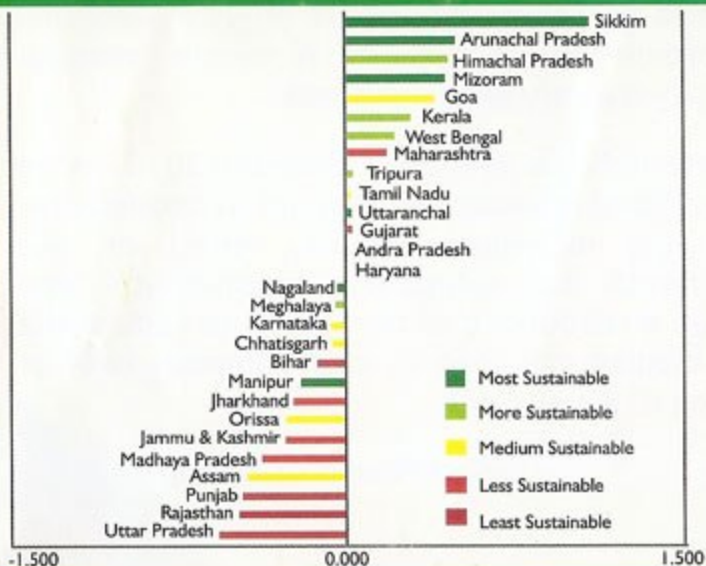 Sikkim
Arunachal Pradesh
Himachal Pradesh
Mizoram
Goa
Kerala
West Bengal
Maharashtra
Tripura
Tamil Nadu
Uttaranchal
Gujarat
Andra Pradesh
Haryana
Nagaland
Meghalaya
Karnataka
Chhatisgarh
Bihar
Manipur
Jharkhand
Orissa
Jammu & Kashmir
Madhaya Pradesh
Assam
Punjab
Rajasthan
Uttar Pradesh
Most Sustainable
More Sustainable
Medium Sustainable
Less Sustainable
Least Sustainable
-1.500 0.000 1.500